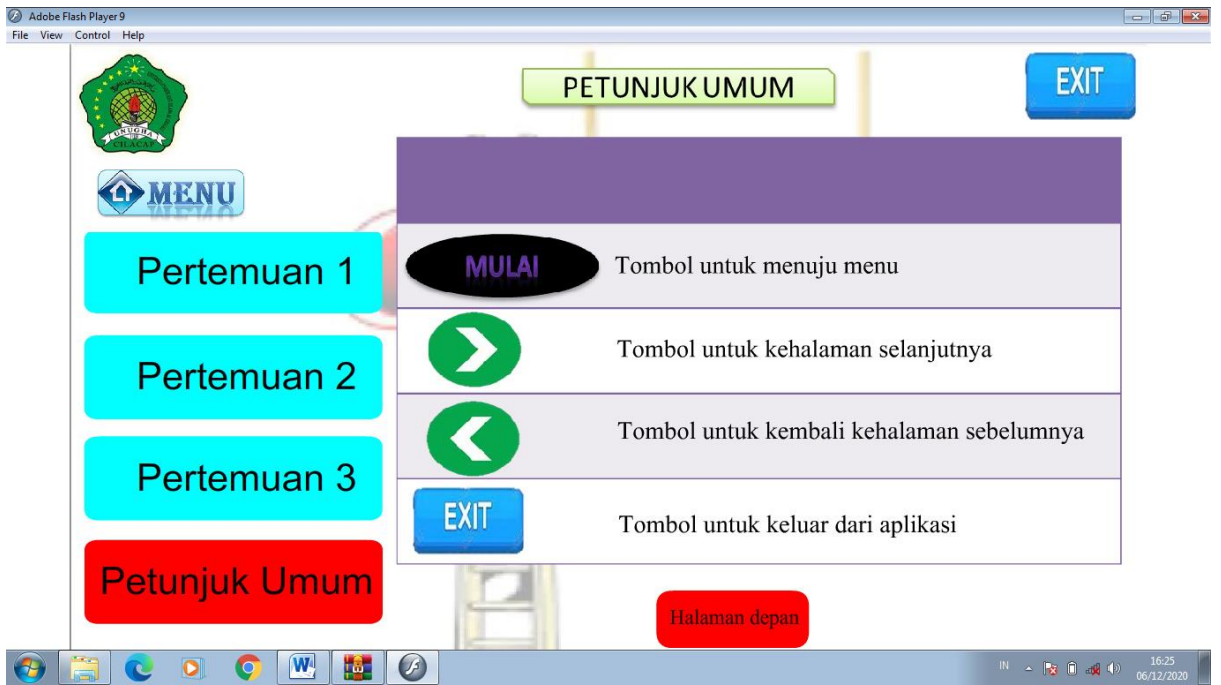 Adobe Flash Player 9
File View Control Help
UNUGHA
CILACAP
PETUNJUK UMUM
EXIT
MENU
Pertemuan 1
Pertemuan 2
Pertemuan 3
Petunjuk Umum
MULAI
Tombol untuk menuju menu
Tombol untuk kehalaman selanjutnya
Tombol untuk kembali kehalaman sebelumnya
EXIT
Tombol untuk keluar dari aplikasi
Halaman depan
IN
16:25
06/12/2020